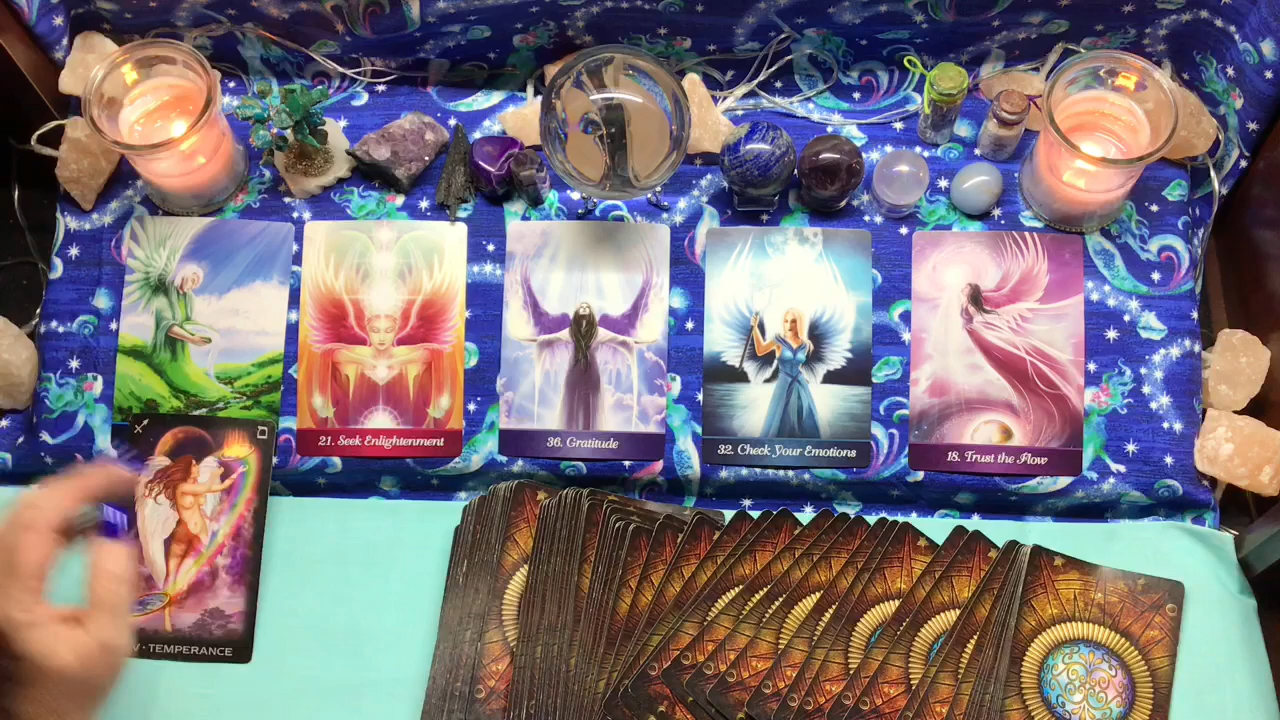 21. Seek Enlightenment
36. Gratitude
32. Check Your Emotions
18. Trust the Flow
V · TEMPERANCE